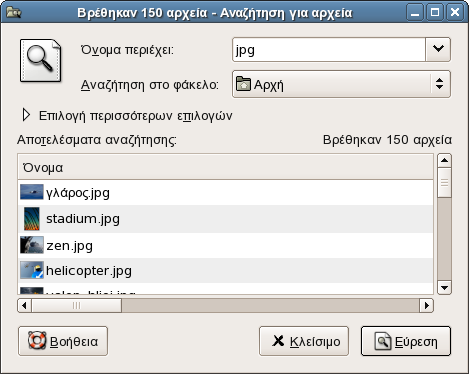 Βρέθηκαν 150 αρχεία - Αναζήτηση για αρχεία
Όνομα περιέχει: jpg
Αναζήτηση στο φάκελο: Αρχή
Επιλογή περισσότερων επιλογών
Αποτελέσματα αναζήτησης: Βρέθηκαν 150 αρχεία
Όνομα
γλάρος.jpg
stadium.jpg
zen.jpg
helicopter.jpg
Βοήθεια Κλείσιμο Εύρεση